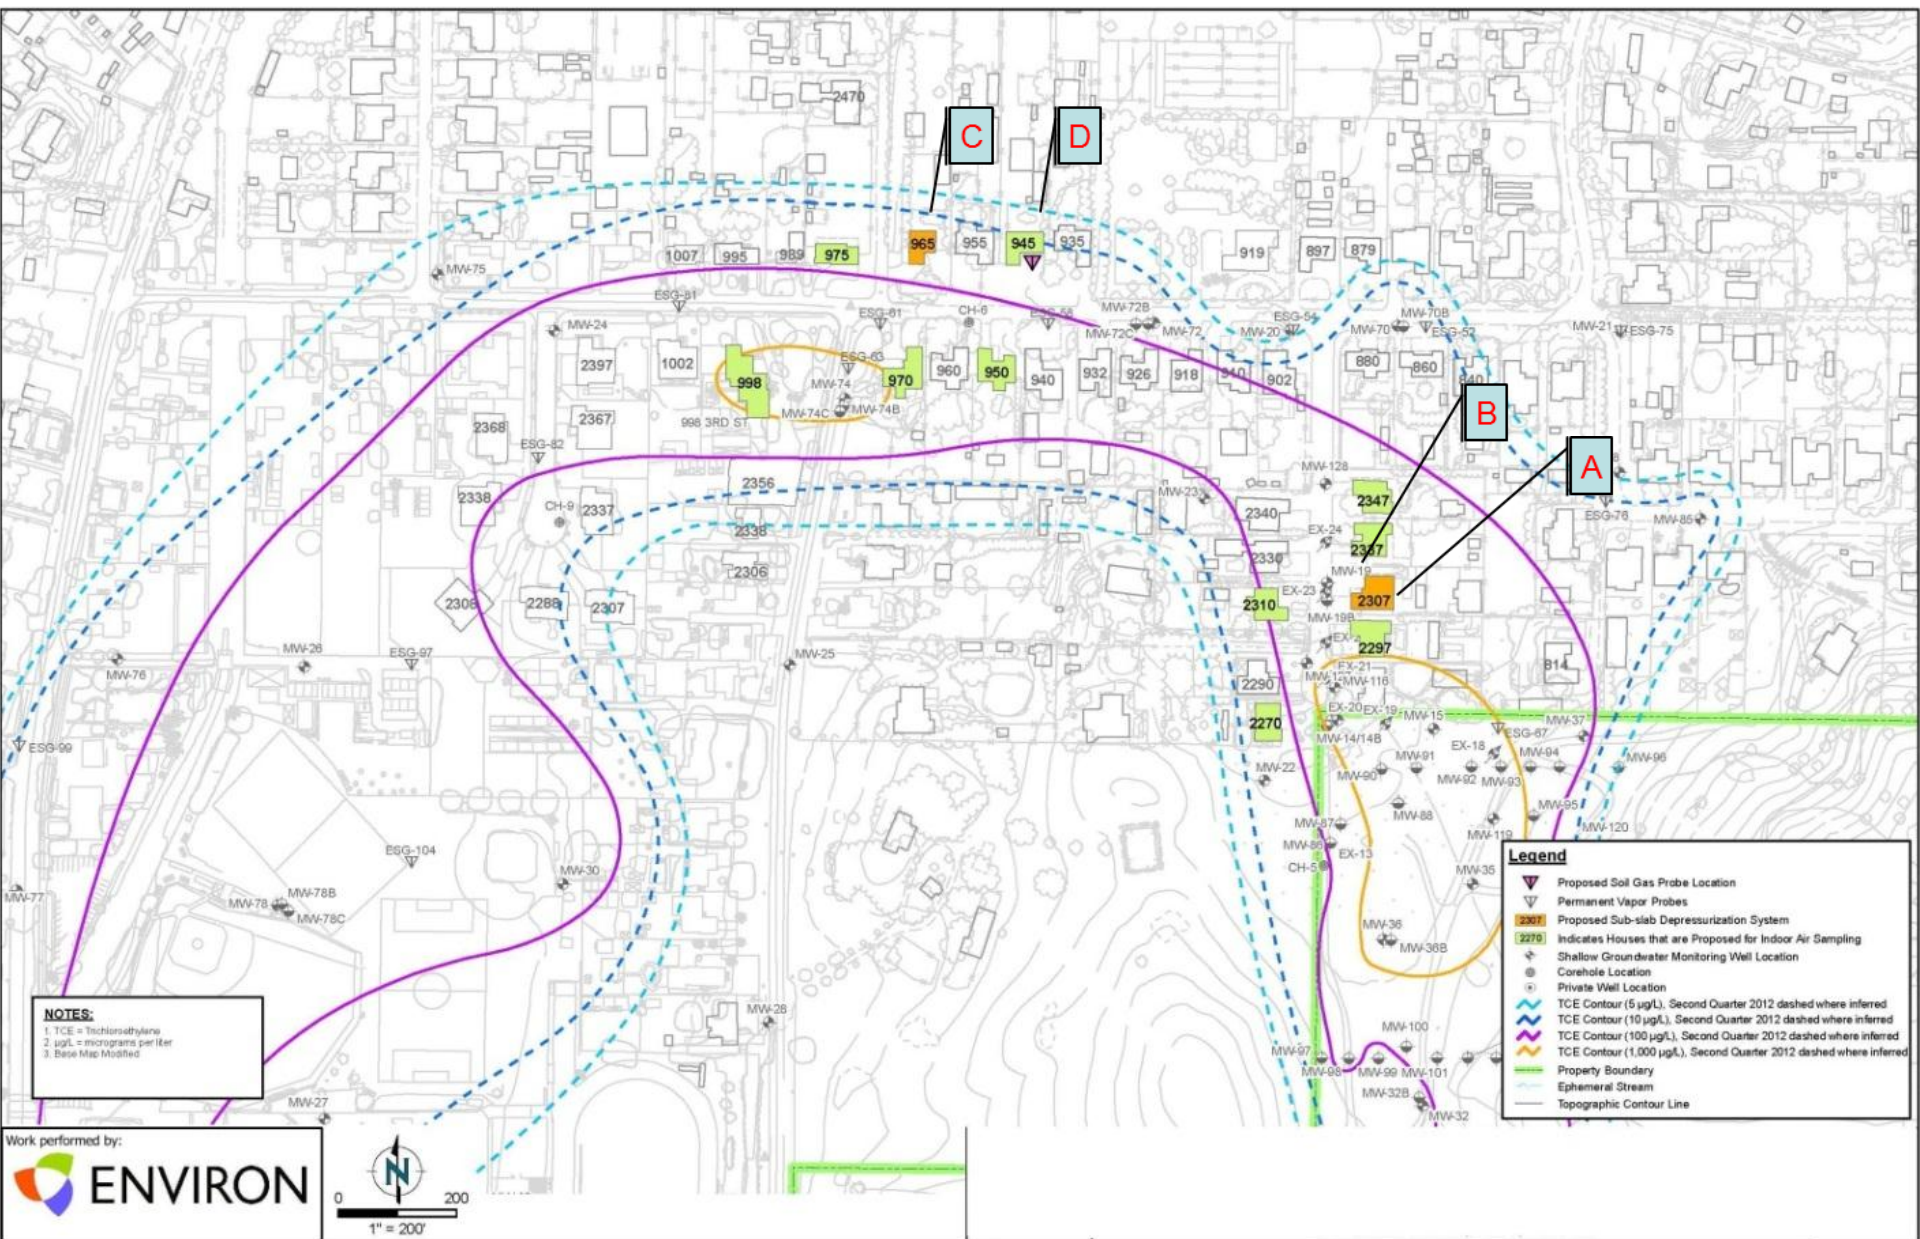 2470
C
D
1007
995
989
975
965
955
945
935
919
897
879
MW-75
ESG-81
ESG-61
CH-6
MW-72B
MW-72
MW-72C
MW-20
ESG-54
MW-70
MW-70B
ESG-52
MW-21
ESG-75
MW-24
2397
1002
998
ESG-63
MW-74
970
960
950
940
932
926
918
910
902
880
860
840
MW-74C
MW-74B
998 3RD ST
2368
2367
B
A
ESG-82
2338
CH-9
2337
2356
2338
2306
MW-23
2340
2330
MW-128
2347
EX-24
2337
MW-19
ESG-76
MW-85
EX-23
2307
MW-19B
2310
2297
2288
2307
MW-76
MW-26
ESG-97
MW-25
EX-21
MW-116
2290
814
2270
EX-20
EX-19
MW-15
MW-37
MW-14/14B
ESG-67
ESG-99
MW-22
MW-90
MW-91
EX-18
MW-94
MW-92
MW-93
MW-96
MW-88
MW-95
MW-87
MW-119
MW-120
MW-86
EX-13
CH-5
ESG-104
MW-30
MW-35
MW-77
MW-78
MW-78B
MW-78C
MW-36
MW-36B
MW-28
MW-100
MW-97
MW-98
MW-99
MW-101
MW-32B
MW-32
MW-27
NOTES:
1. TCE = Trichloroethylene
2. µg/L = micrograms per liter
3. Base Map Modified
Legend
Proposed Soil Gas Probe Location
Permanent Vapor Probes
2307 Proposed Sub-slab Depressurization System
2270 Indicates Houses that are Proposed for Indoor Air Sampling
Shallow Groundwater Monitoring Well Location
Corehole Location
Private Well Location
TCE Contour (5 µg/L), Second Quarter 2012 dashed where inferred
TCE Contour (10 µg/L), Second Quarter 2012 dashed where inferred
TCE Contour (100 µg/L), Second Quarter 2012 dashed where inferred
TCE Contour (1,000 µg/L), Second Quarter 2012 dashed where inferred
Property Boundary
Ephemeral Stream
Topographic Contour Line
Work performed by:
ENVIRON
N
0 200
1" = 200'